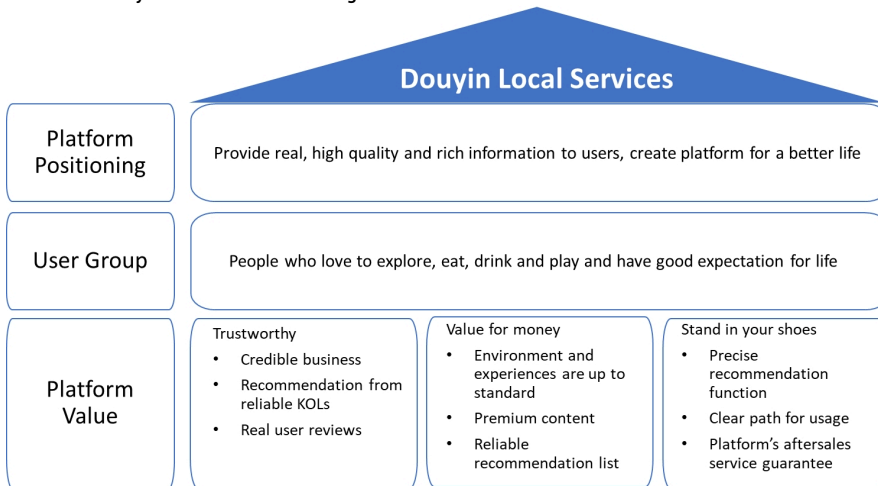 Douyin Local Services
Platform
Positioning
Provide real, high quality and rich information to users, create platform for a better life
User Group
People who love to explore, eat, drink and play and have good expectation for life
Platform
Value
Trustworthy
• Credible business
• Recommendation from
reliable KOLs
• Real user reviews
Value for money
• Environment and
experiences are up to
standard
• Premium content
• Reliable
recommendation list
Stand in your shoes
• Precise
recommendation
function
• Clear path for usage
• Platform's aftersales
service guarantee